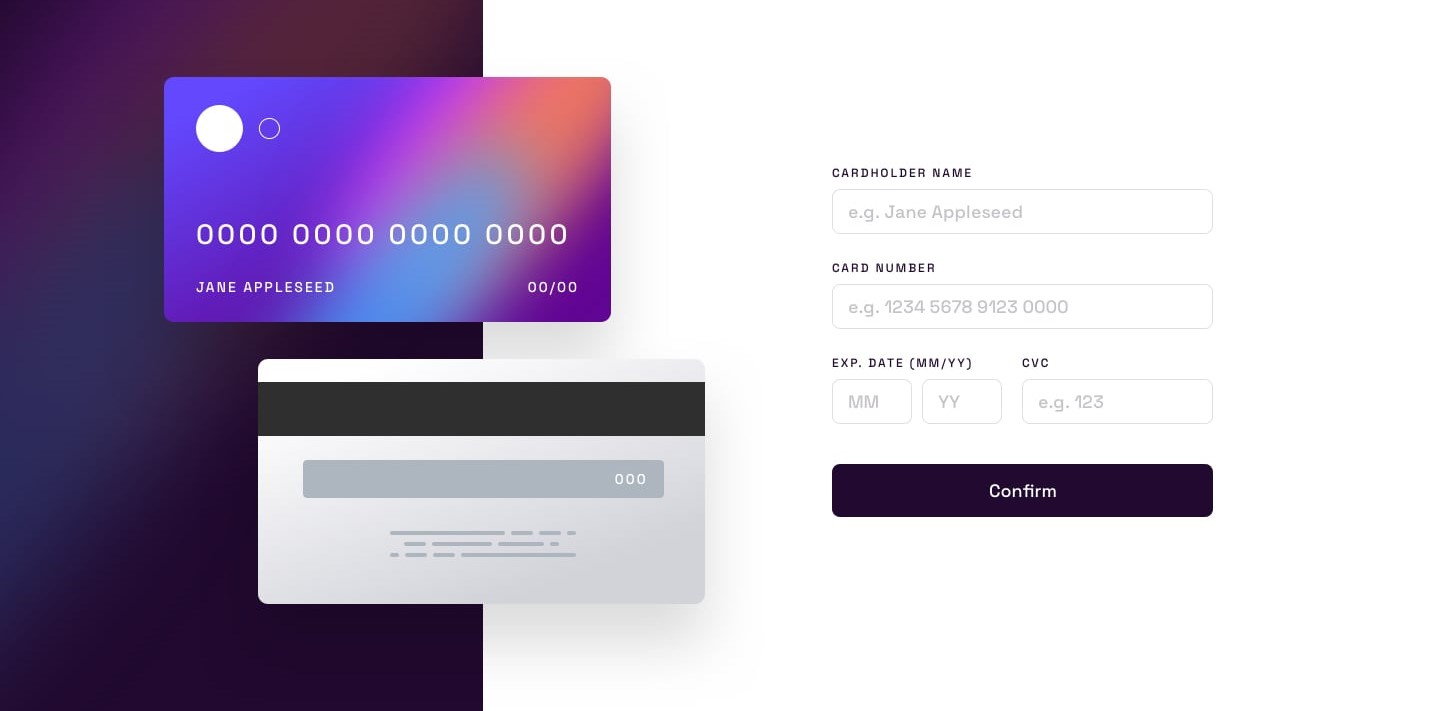 0000 0000 0000 0000
JANE APPLESEED 00/00
000
CARDHOLDER NAME
e.g. Jane Appleseed
CARD NUMBER
e.g. 1234 5678 9123 0000
EXP. DATE (MM/YY) CVC
MM YY e.g. 123
Confirm